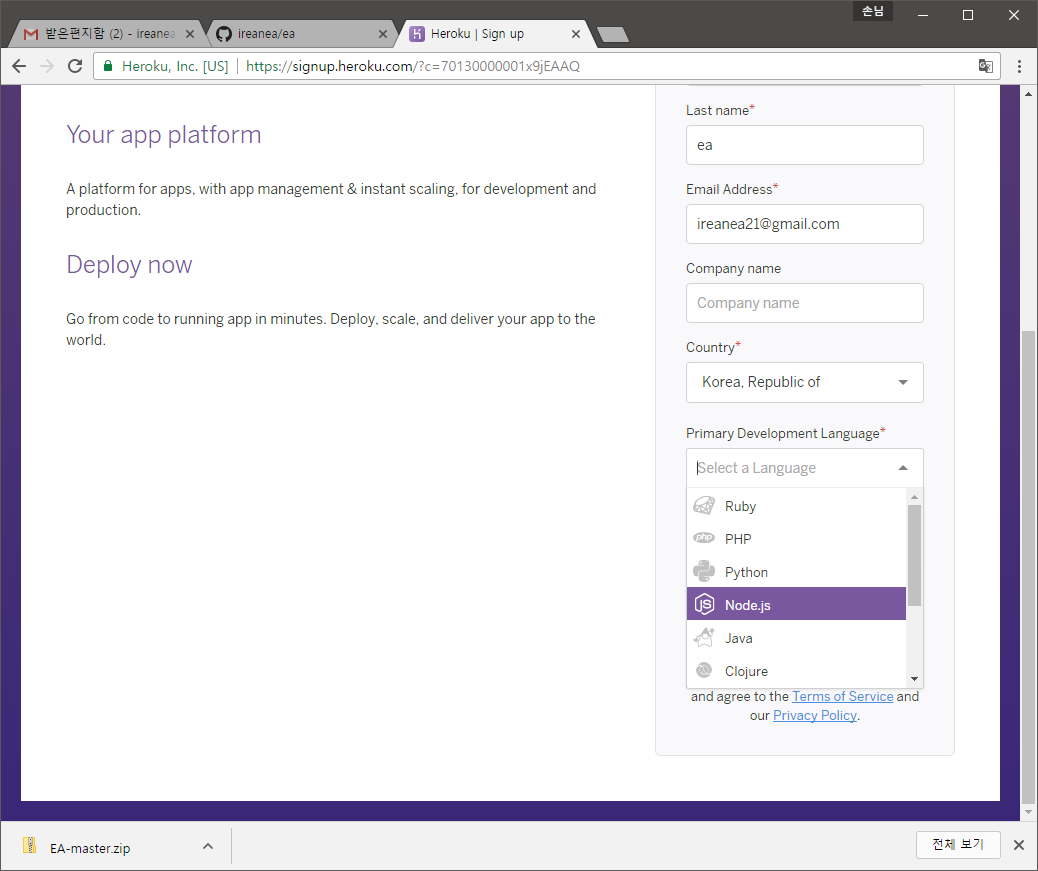 손님
받은편지함 (2) - ireanea
ireanea/ea
Heroku | Sign up
Heroku, Inc. [US]
https://signup.heroku.com/?c=70130000001x9jEAAQ
Your app platform
A platform for apps, with app management & instant scaling, for development and
production.
Deploy now
Go from code to running app in minutes. Deploy, scale, and deliver your app to the
world.
Last name*
ea
Email Address*
ireanea21@gmail.com
Company name
Company name
Country*
Korea, Republic of
Primary Development Language*
Select a Language
Ruby
php PHP
Python
JS Node.js
Java
Clojure
and agree to the Terms of Service and
our Privacy Policy.
EA-master.zip
전체 보기